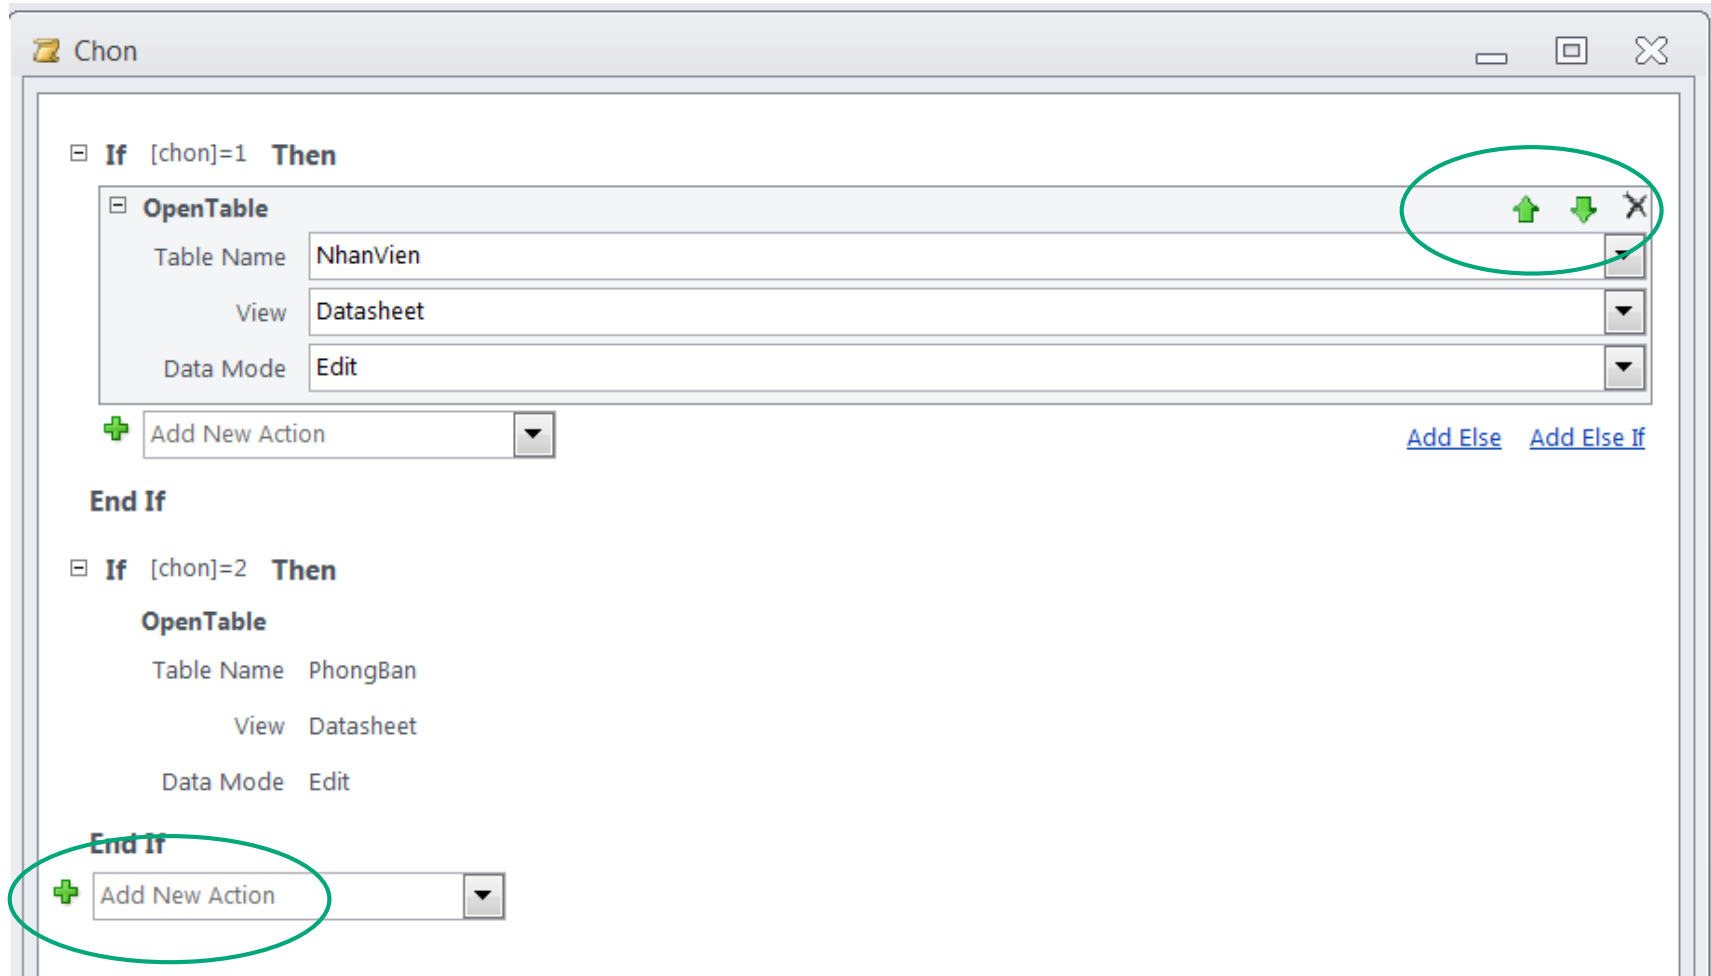 Chon
If [chon]=1 Then
OpenTable
Table Name NhanVien
View Datasheet
Data Mode Edit
Add New Action Add Else Add Else If
End If
If [chon]=2 Then
OpenTable
Table Name PhongBan
View Datasheet
Data Mode Edit
End If
Add New Action